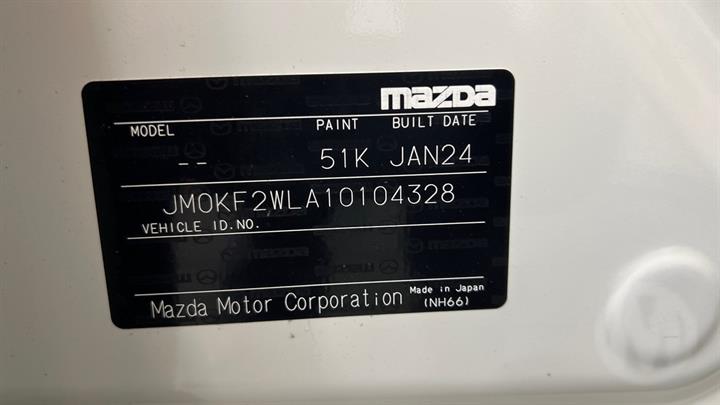 mazda
MODEL PAINT BUILT DATE
-- 51K JAN24
JM0KF2WLA10104328
VEHICLE ID.NO.
Mazda Motor Corporation Made in Japan
(NH66)